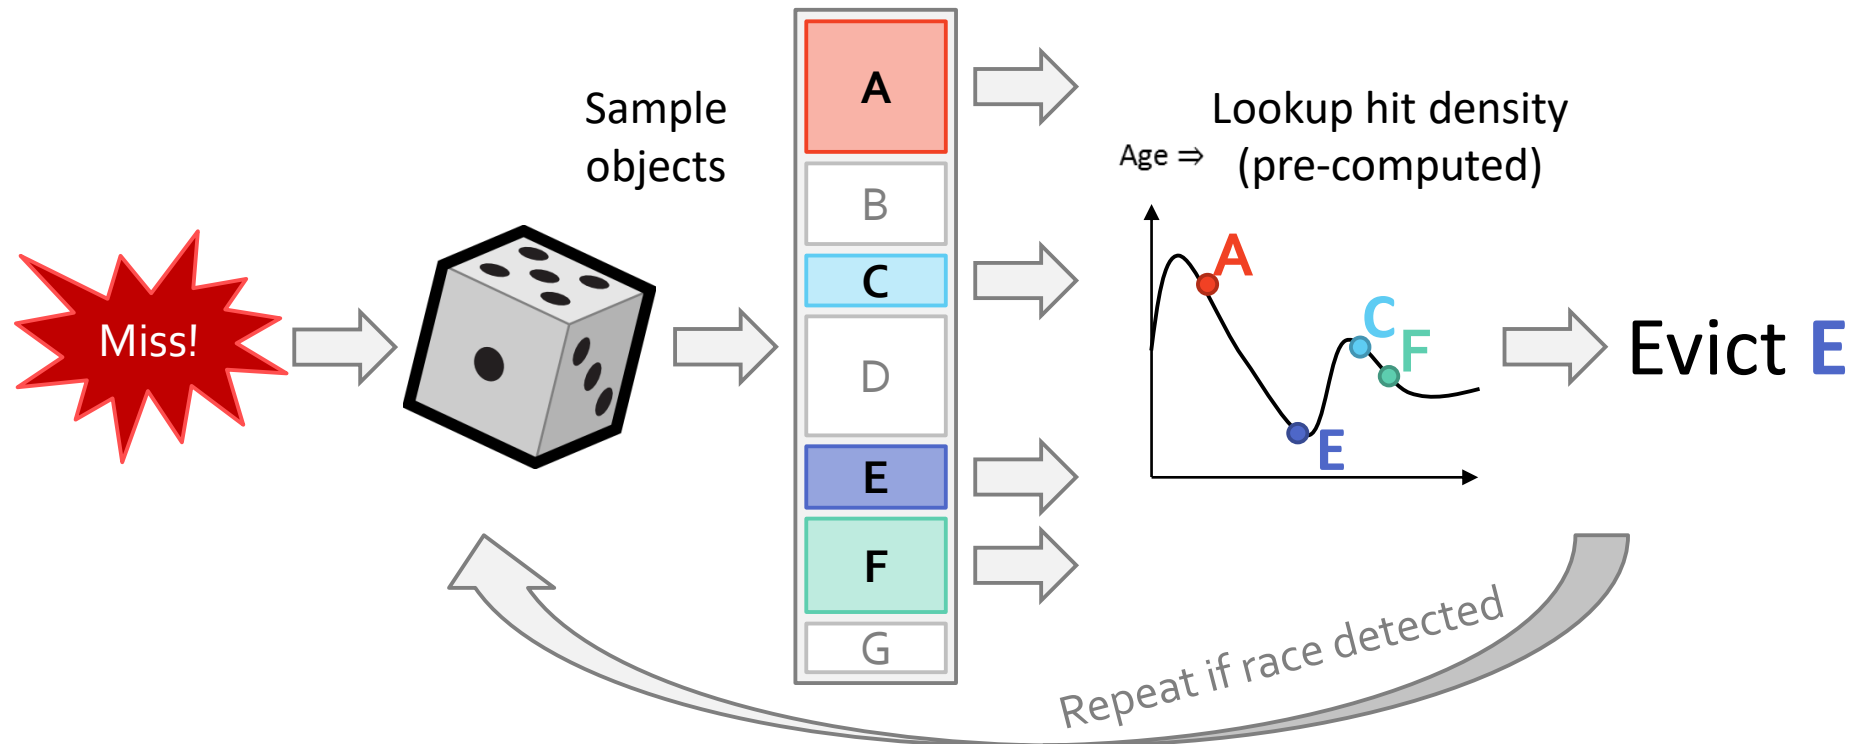 Miss!
Sample
objects
A
B
C
D
E
F
G
Lookup hit density
(pre-computed)
Age ⇒
A
C
F
E
Evict E
Repeat if race detected